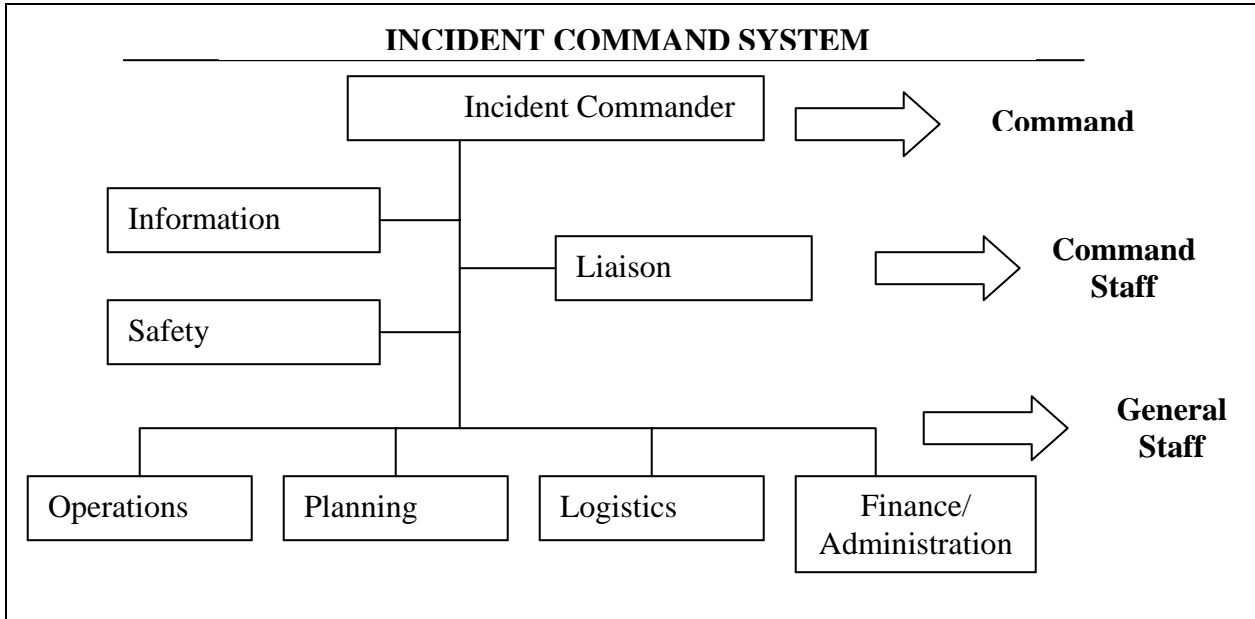 INCIDENT COMMAND SYSTEM
Incident Commander
Command
Information
Liaison
Command
Staff
Safety
General
Staff
Operations
Planning
Logistics
Finance/
Administration